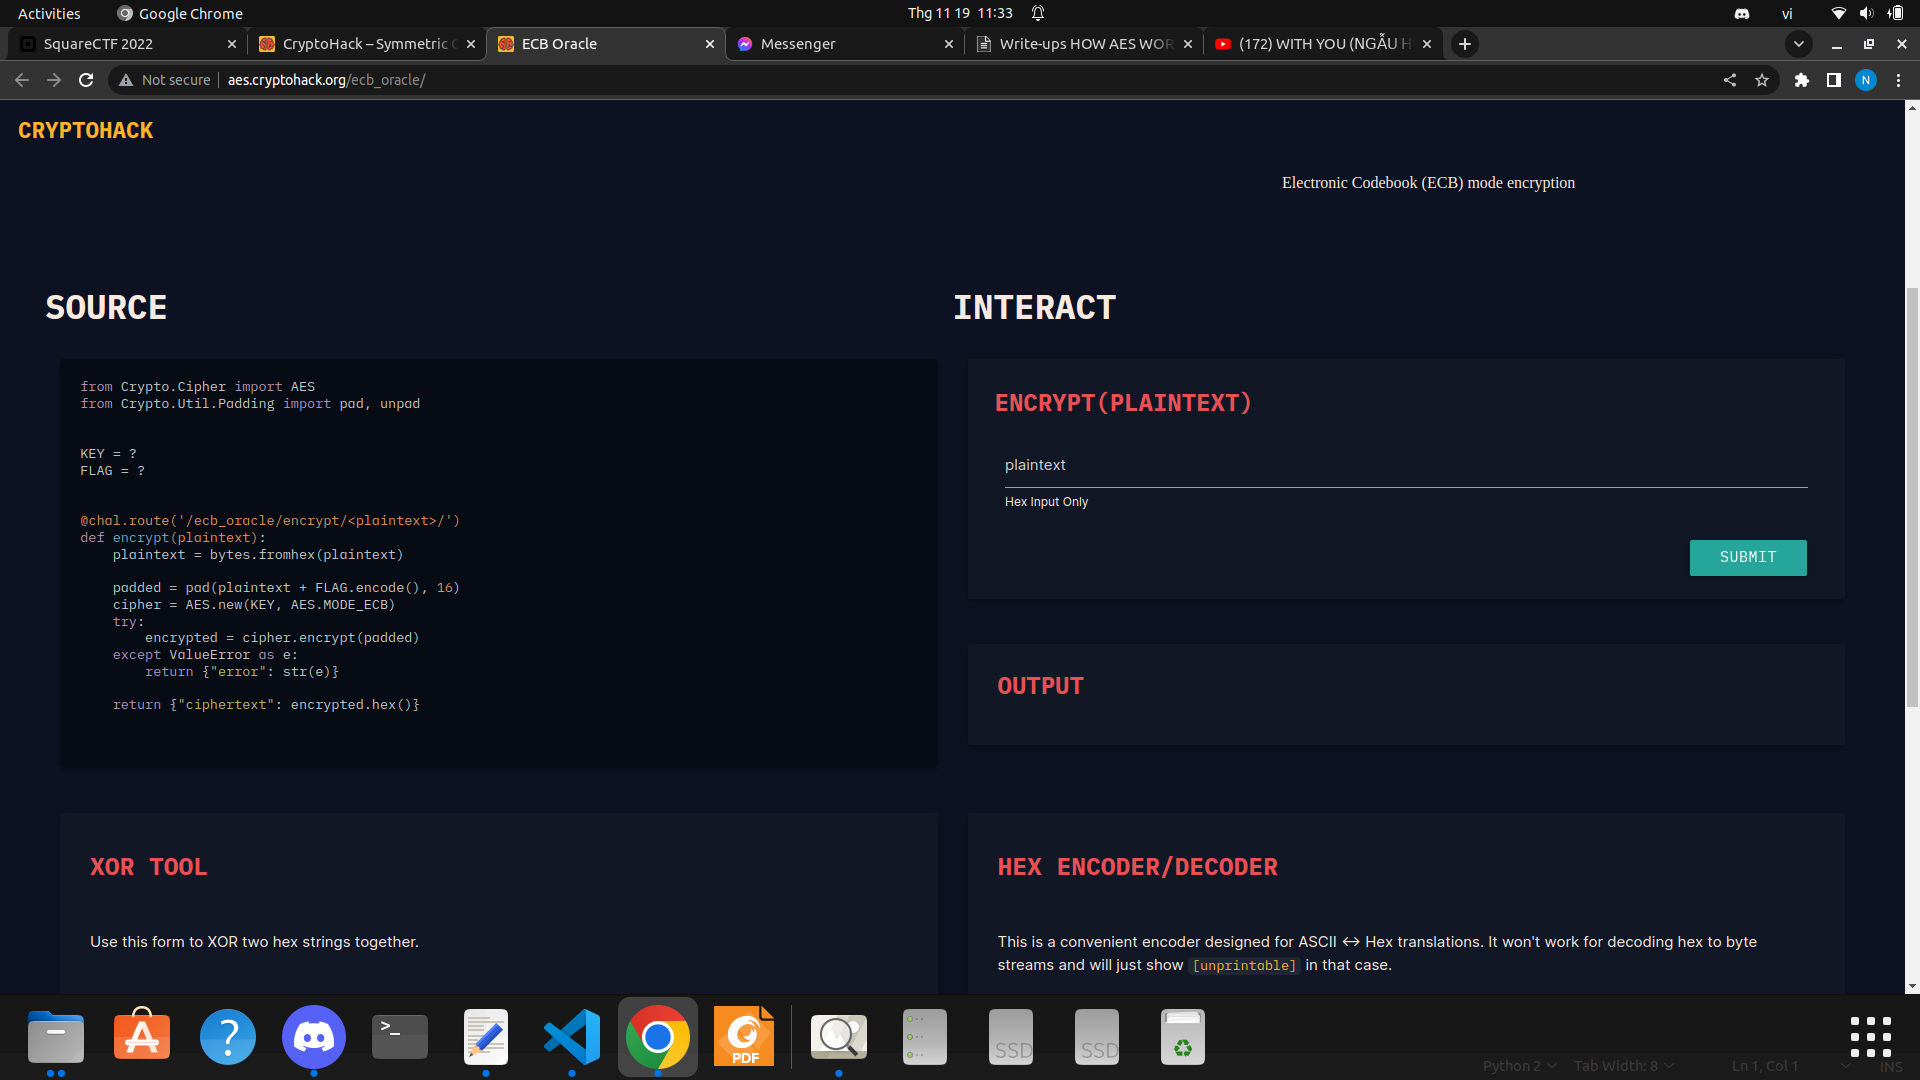 Activities
Google Chrome
Thg 11 19 11:33
vi
SquareCTF 2022
CryptoHack – Symmetric
ECB Oracle
Messenger
Write-ups HOW AES WOR
(172) WITH YOU (NGẪU H
Not secure
aes.cryptohack.org/ecb_oracle/
N
CRYPTOHACK
Electronic Codebook (ECB) mode encryption
SOURCE
INTERACT
from Crypto.Cipher import AES
from Crypto.Util.Padding import pad, unpad
KEY = ?
FLAG = ?
@chal.route('/ecb_oracle/encrypt/<plaintext>/')
def encrypt(plaintext):
    plaintext = bytes.fromhex(plaintext)
    padded = pad(plaintext + FLAG.encode(), 16)
    cipher = AES.new(KEY, AES.MODE_ECB)
    try:
        encrypted = cipher.encrypt(padded)
    except ValueError as e:
        return {"error": str(e)}
    return {"ciphertext": encrypted.hex()}
ENCRYPT(PLAINTEXT)
plaintext
Hex Input Only
SUBMIT
OUTPUT
XOR TOOL
Use this form to XOR two hex strings together.
HEX ENCODER/DECODER
This is a convenient encoder designed for ASCII ↔ Hex translations. It won't work for decoding hex to byte
streams and will just show [unprintable] in that case.
PDF
SSD
SSD
Python 2
Tab Width: 8
Ln 1, Col 1
INS